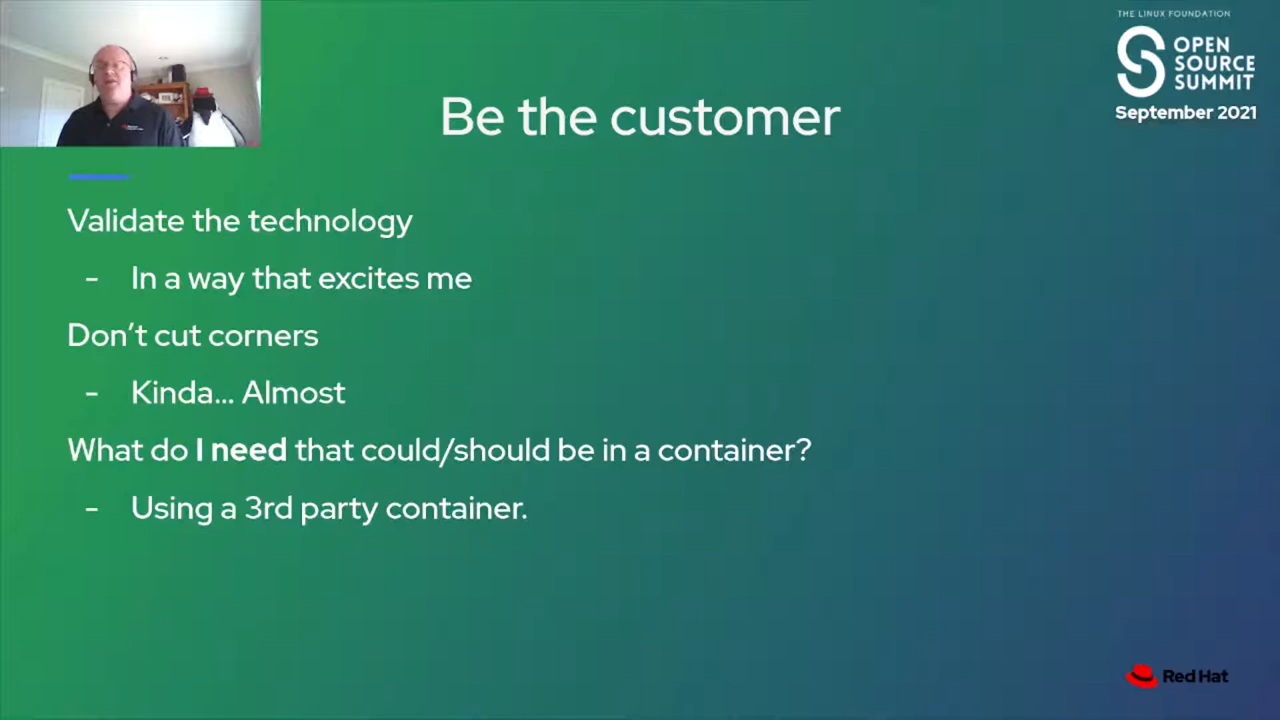 THE LINUX FOUNDATION
OPEN
SOURCE
SUMMIT
September 2021
Be the customer
Validate the technology
- In a way that excites me
Don’t cut corners
- Kinda... Almost
What do I need that could/should be in a container?
- Using a 3rd party container.
Red Hat